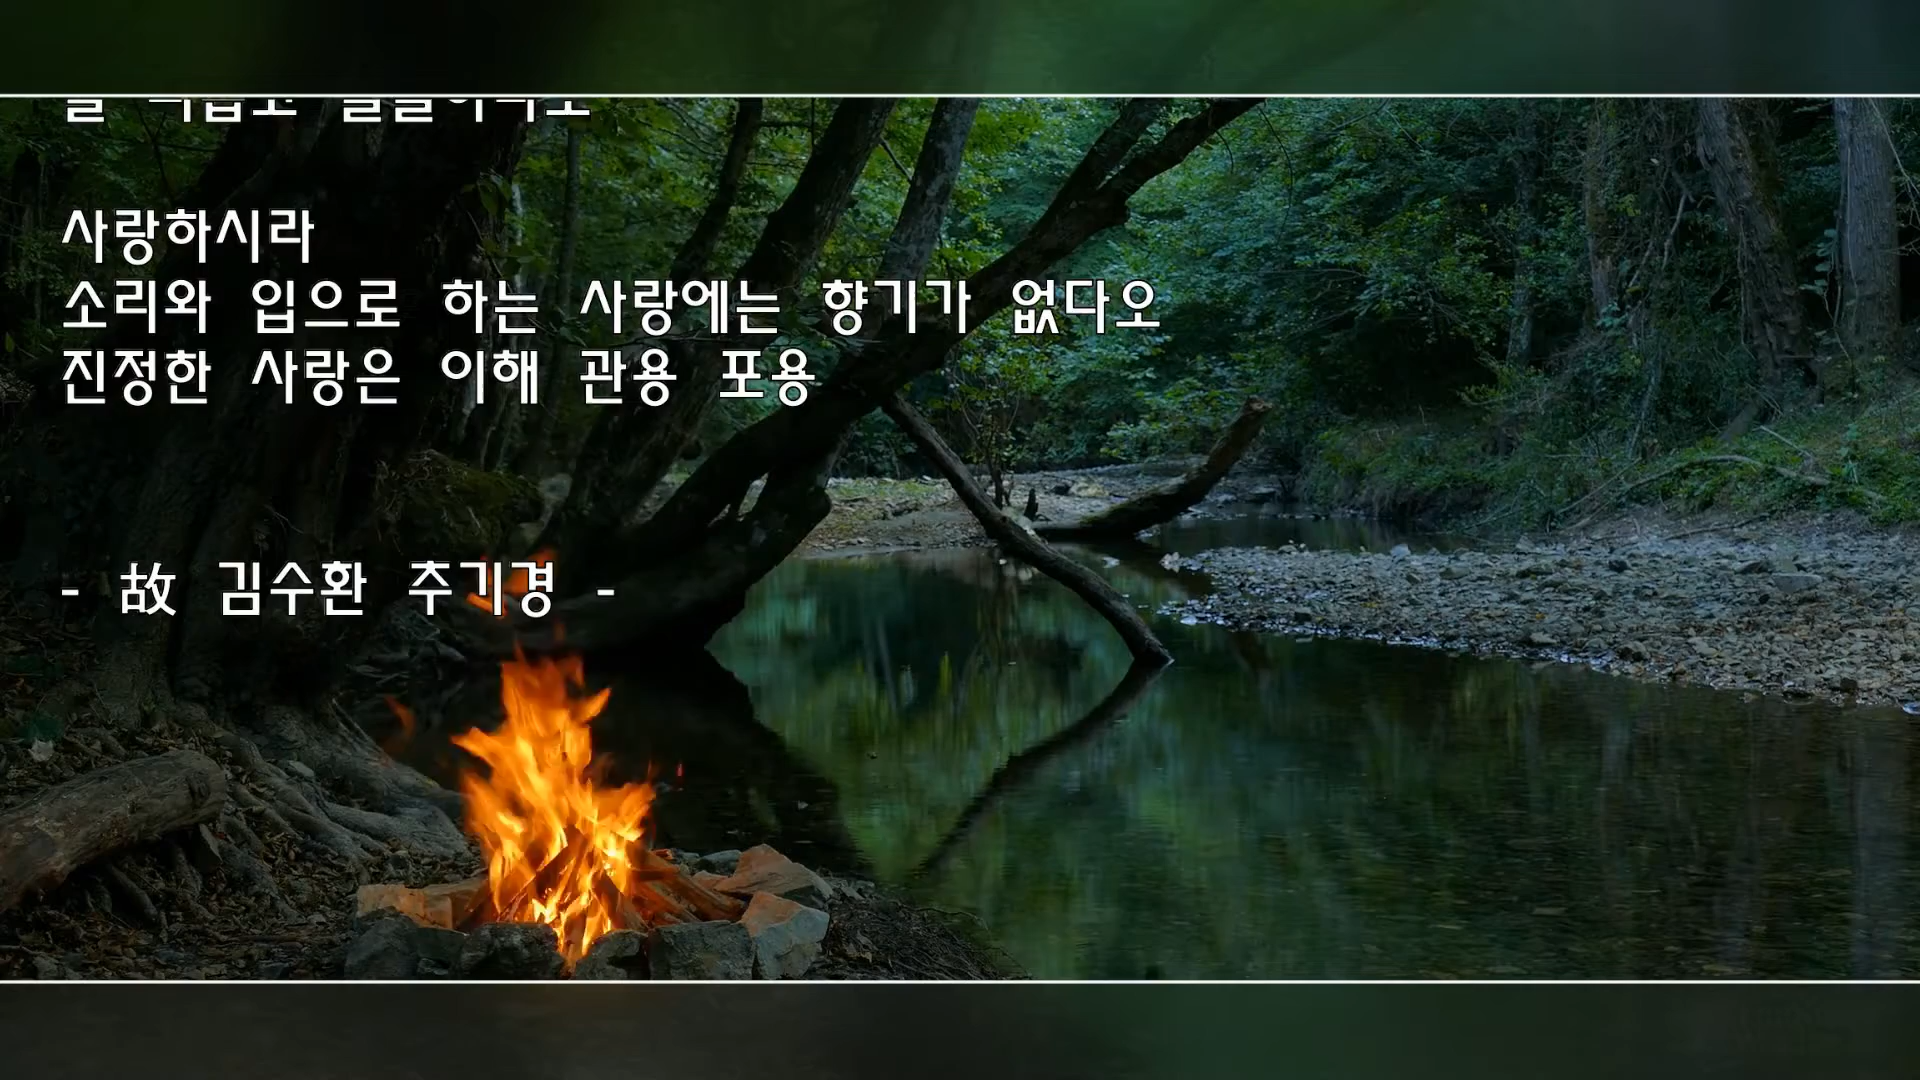 사랑하시라
소리와 입으로 하는 사랑에는 향기가 없다오
진정한 사랑은 이해 관용 포용
- 故 김수환 추기경 -